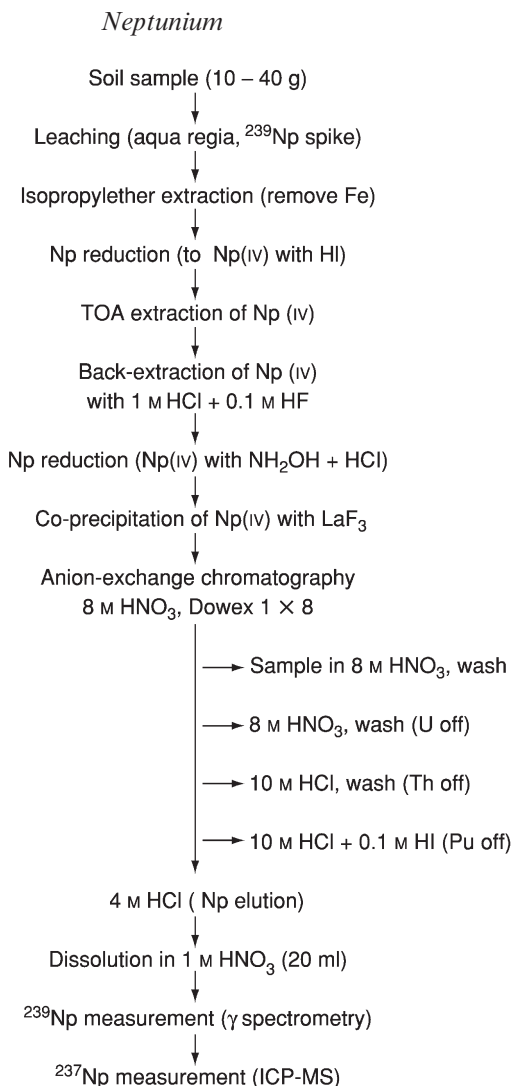 Neptunium
Soil sample (10 – 40 g)
Leaching (aqua regia, ²³⁹Np spike)
Isopropylether extraction (remove Fe)
Np reduction (to Np(IV) with HI)
TOA extraction of Np (IV)
Back-extraction of Np (IV)
with 1 M HCl + 0.1 M HF
Np reduction (Np(IV) with NH₂OH + HCl)
Co-precipitation of Np(IV) with LaF₃
Anion-exchange chromatography
8 M HNO₃, Dowex 1 × 8
Sample in 8 M HNO₃, wash
8 M HNO₃, wash (U off)
10 M HCl, wash (Th off)
10 M HCl + 0.1 M HI (Pu off)
4 M HCl ( Np elution)
Dissolution in 1 M HNO₃ (20 ml)
²³⁹Np measurement (γ spectrometry)
²³⁷Np measurement (ICP-MS)